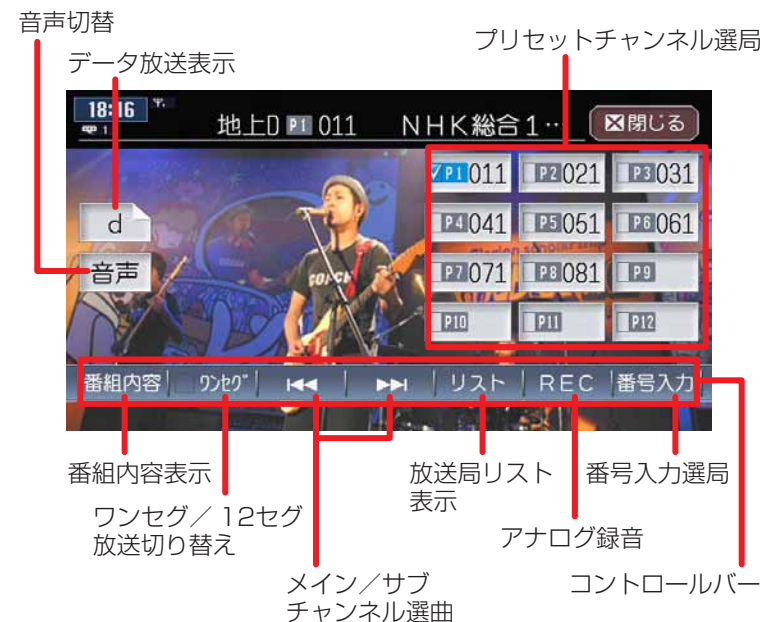 音声切替
データ放送表示
プリセットチャンネル選局
18:16
1
地上D P1 011 NHK総合1…
閉じる
P1 011 P2 021 P3 031
d
P4 041 P5 051 P6 061
音声
P7 071 P8 081 P9
P10 P11 P12
COACH
番組内容 ワンセグ リスト REC 番号入力
番組内容表示
放送局リスト
表示
番号入力選局
ワンセグ／12セグ
放送切り替え
アナログ録音
メイン／サブ
チャンネル選曲
コントロールバー